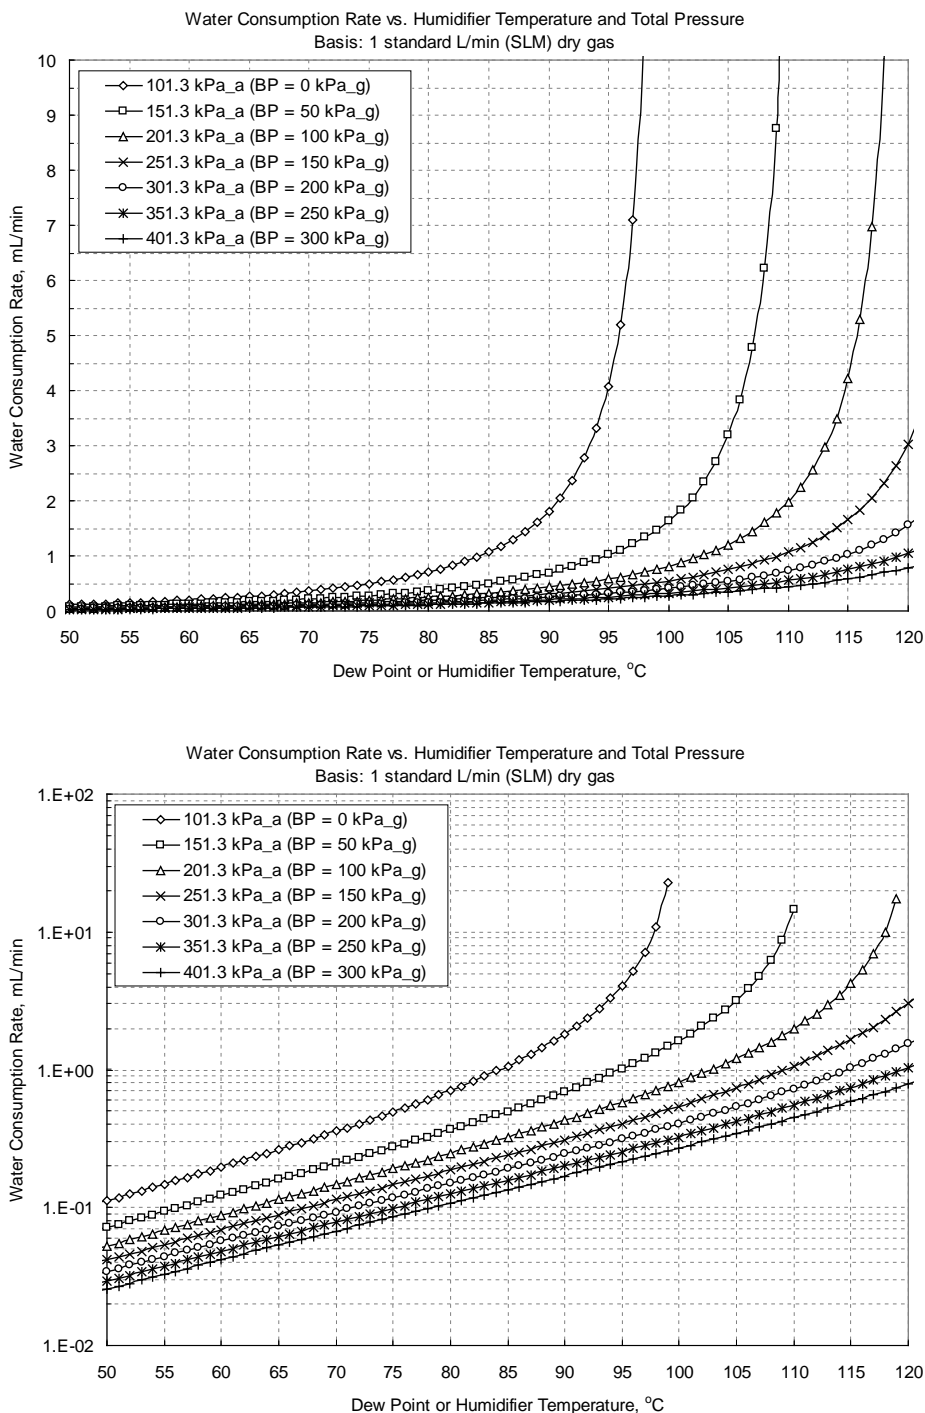 Water Consumption Rate vs. Humidifier Temperature and Total Pressure
Basis: 1 standard L/min (SLM) dry gas
Water Consumption Rate, mL/min
10
9
8
7
6
5
4
3
2
1
0
101.3 kPa_a (BP = 0 kPa_g)
151.3 kPa_a (BP = 50 kPa_g)
201.3 kPa_a (BP = 100 kPa_g)
251.3 kPa_a (BP = 150 kPa_g)
301.3 kPa_a (BP = 200 kPa_g)
351.3 kPa_a (BP = 250 kPa_g)
401.3 kPa_a (BP = 300 kPa_g)
50 55 60 65 70 75 80 85 90 95 100 105 110 115 120
Dew Point or Humidifier Temperature, °C
Water Consumption Rate vs. Humidifier Temperature and Total Pressure
Basis: 1 standard L/min (SLM) dry gas
Water Consumption Rate, mL/min
1.E+02
1.E+01
1.E+00
1.E-01
1.E-02
101.3 kPa_a (BP = 0 kPa_g)
151.3 kPa_a (BP = 50 kPa_g)
201.3 kPa_a (BP = 100 kPa_g)
251.3 kPa_a (BP = 150 kPa_g)
301.3 kPa_a (BP = 200 kPa_g)
351.3 kPa_a (BP = 250 kPa_g)
401.3 kPa_a (BP = 300 kPa_g)
50 55 60 65 70 75 80 85 90 95 100 105 110 115 120
Dew Point or Humidifier Temperature, °C